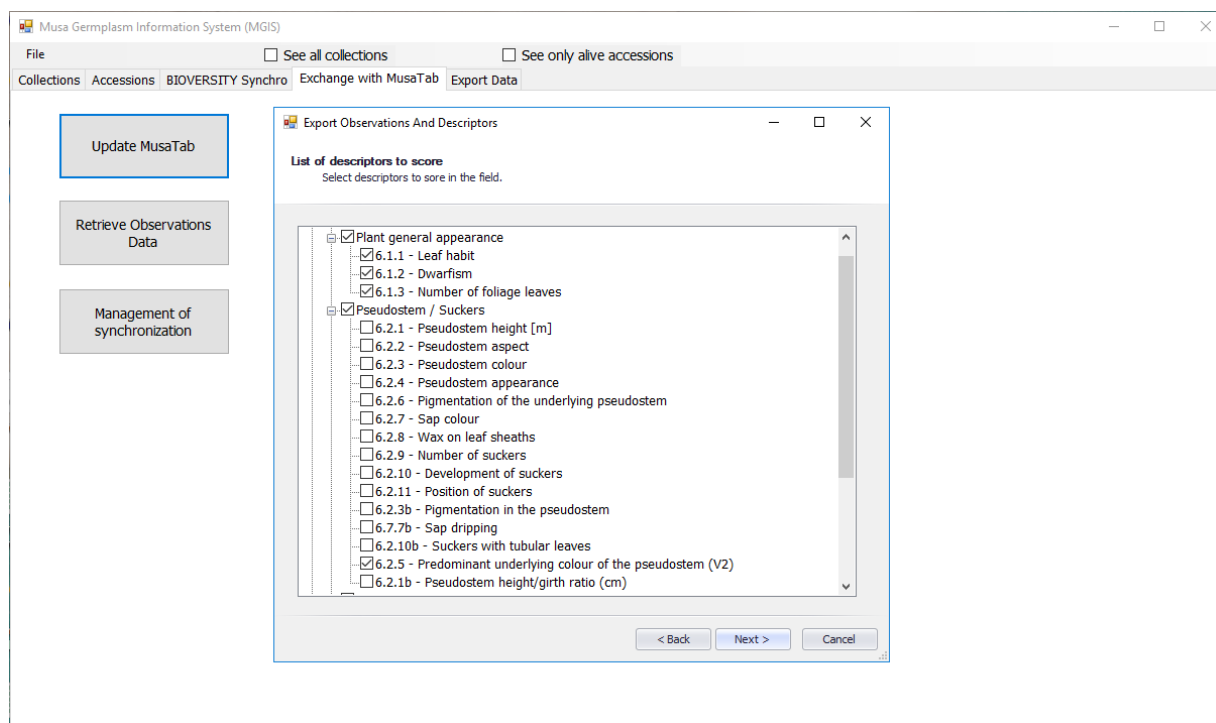 Musa Germplasm Information System (MGIS)
File See all collections See only alive accessions
Collections Accessions BIOVERSITY Synchro Exchange with MusaTab Export Data
Update MusaTab
Retrieve Observations
Data
Management of
synchronization
Export Observations And Descriptors
List of descriptors to score
Select descriptors to sore in the field.
Plant general appearance
6.1.1 - Leaf habit
6.1.2 - Dwarfism
6.1.3 - Number of foliage leaves
Pseudostem / Suckers
6.2.1 - Pseudostem height [m]
6.2.2 - Pseudostem aspect
6.2.3 - Pseudostem colour
6.2.4 - Pseudostem appearance
6.2.6 - Pigmentation of the underlying pseudostem
6.2.7 - Sap colour
6.2.8 - Wax on leaf sheaths
6.2.9 - Number of suckers
6.2.10 - Development of suckers
6.2.11 - Position of suckers
6.2.3b - Pigmentation in the pseudostem
6.7.7b - Sap dripping
6.2.10b - Suckers with tubular leaves
6.2.5 - Predominant underlying colour of the pseudostem (V2)
6.2.1b - Pseudostem height/girth ratio (cm)
< Back Next > Cancel